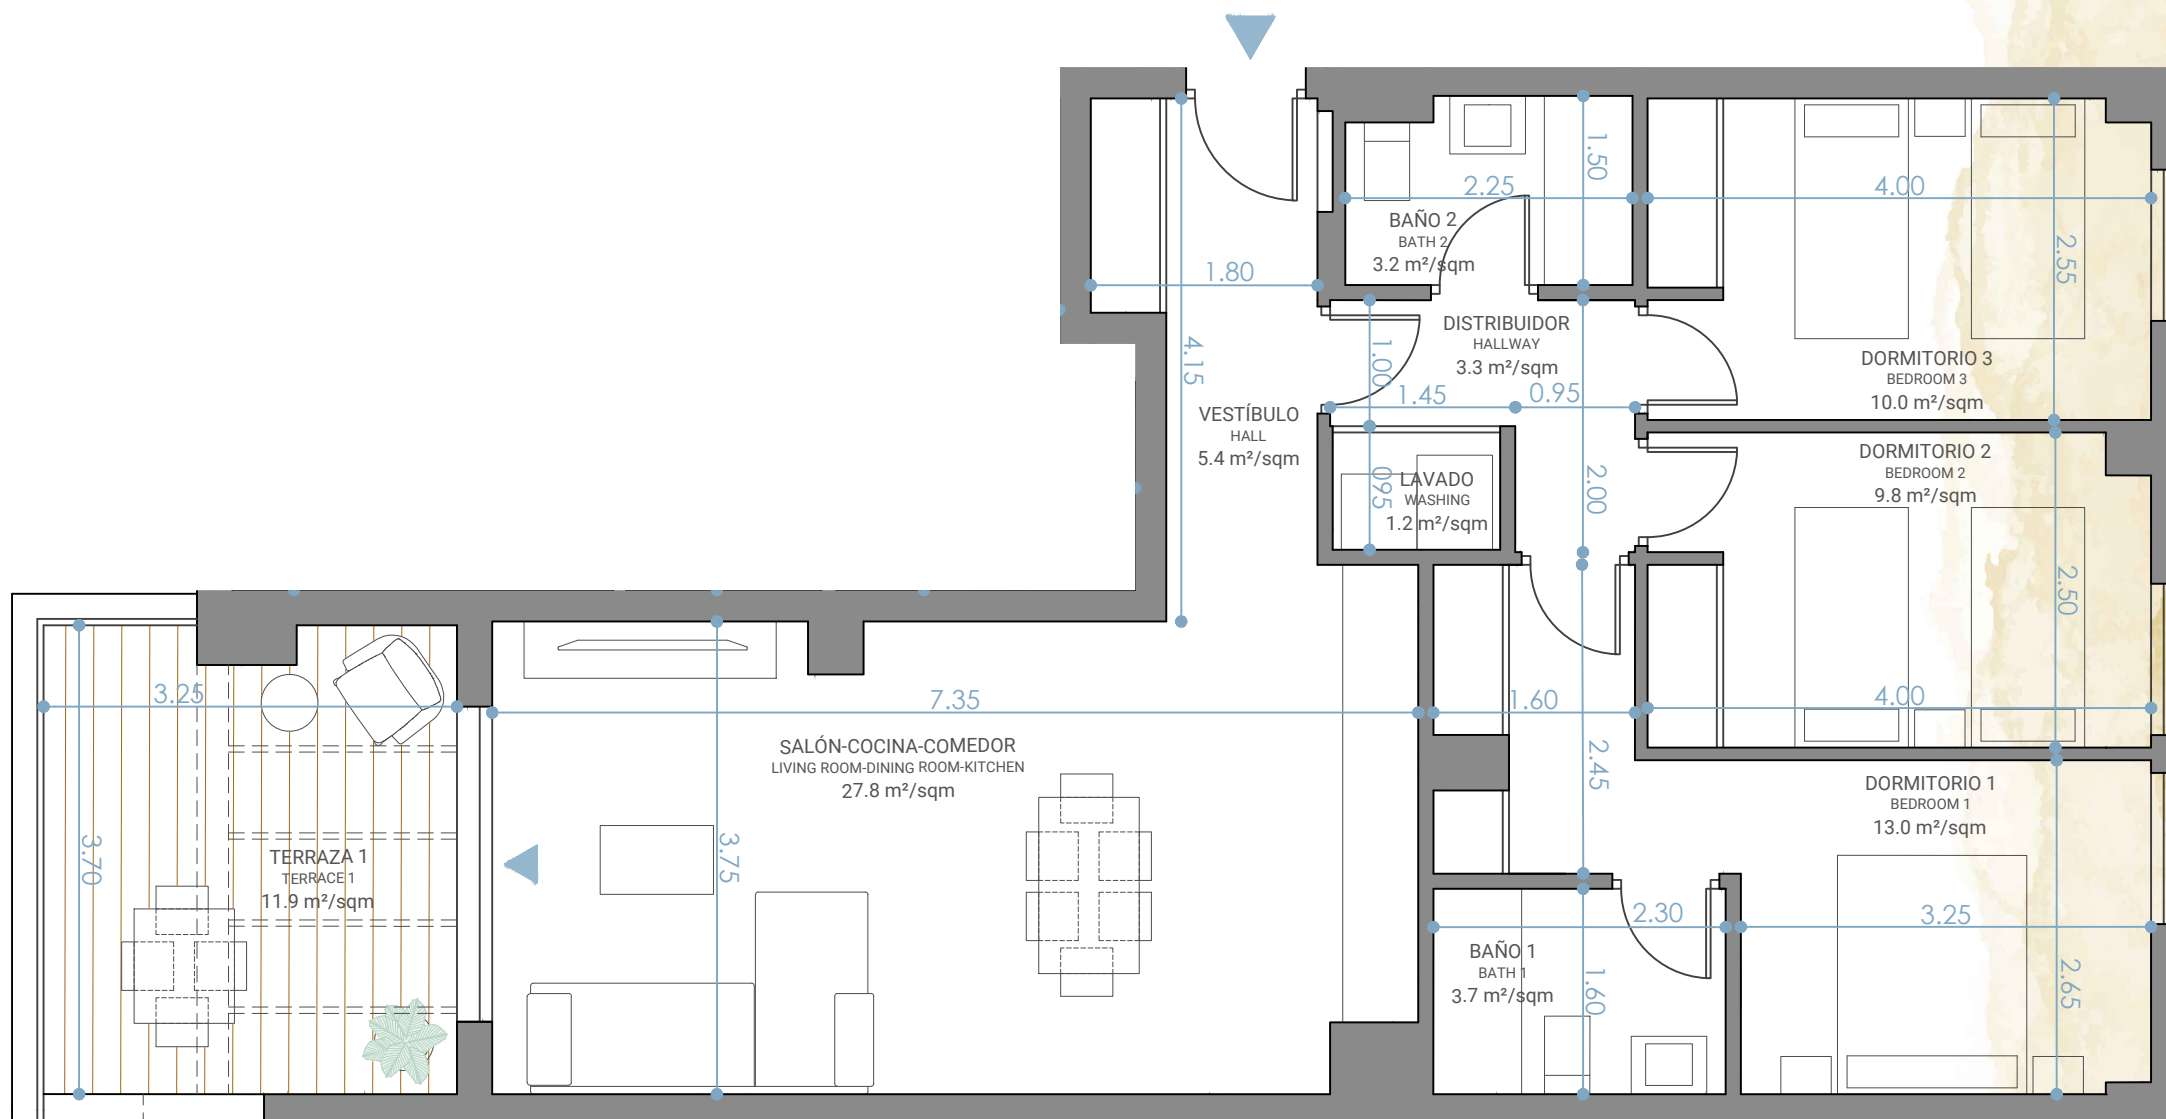 1.50
2.25
4.00
BAÑO 2
BATH 2
3.2 m²/sqm
2.55
1.80
DISTRIBUIDOR
HALLWAY
3.3 m²/sqm
4.15
1.00
1.45
0.95
DORMITORIO 3
BEDROOM 3
10.0 m²/sqm
VESTÍBULO
HALL
5.4 m²/sqm
DORMITORIO 2
BEDROOM 2
9.8 m²/sqm
LAVADO
WASHING
1.2 m²/sqm
095
2.00
2.50
3.25
7.35
1.60
4.00
SALÓN-COCINA-COMEDOR
LIVING ROOM-DINING ROOM-KITCHEN
27.8 m²/sqm
2.45
DORMITORIO 1
BEDROOM 1
13.0 m²/sqm
3.70
TERRAZA 1
TERRACE 1
11.9 m²/sqm
3.75
2.30
3.25
BAÑO 1
BATH 1
3.7 m²/sqm
1.60
2.65